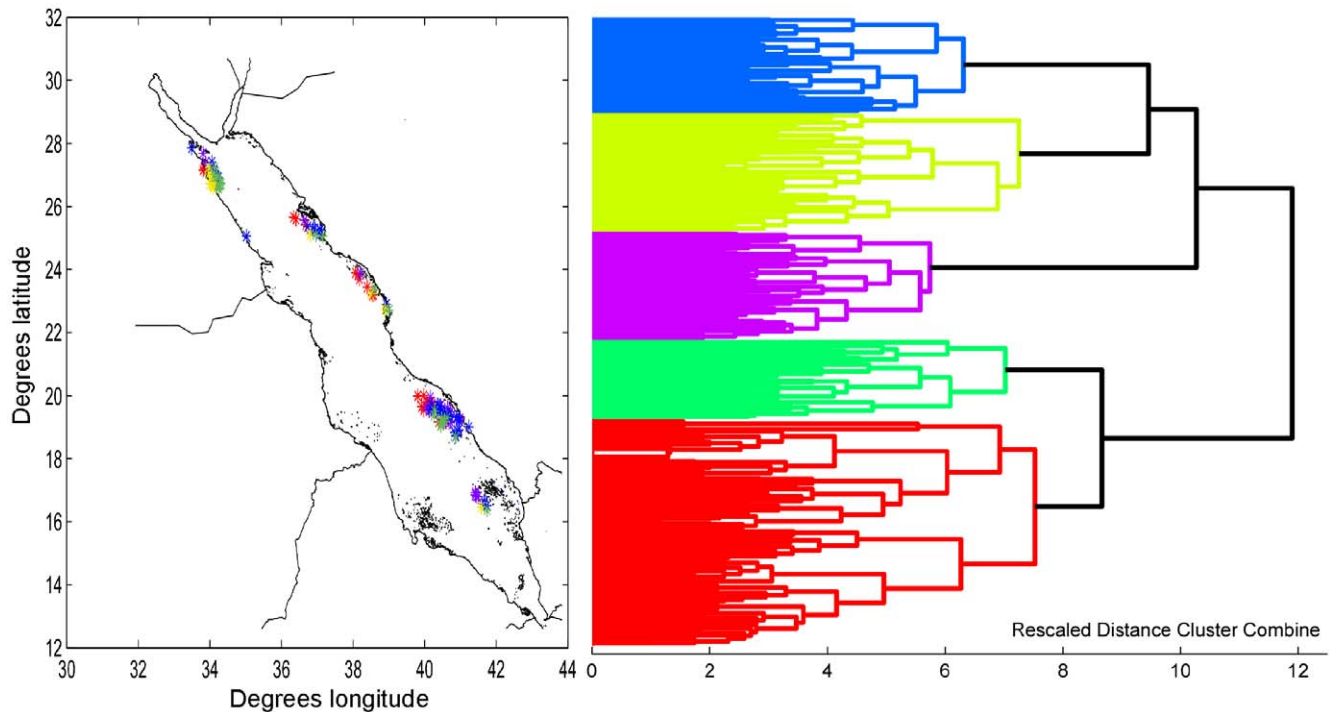 32
30
28
26
24
22
20
18
16
14
12
Degrees latitude
30 32 34 36 38 40 42 44
Degrees longitude
Rescaled Distance Cluster Combine
0 2 4 6 8 10 12